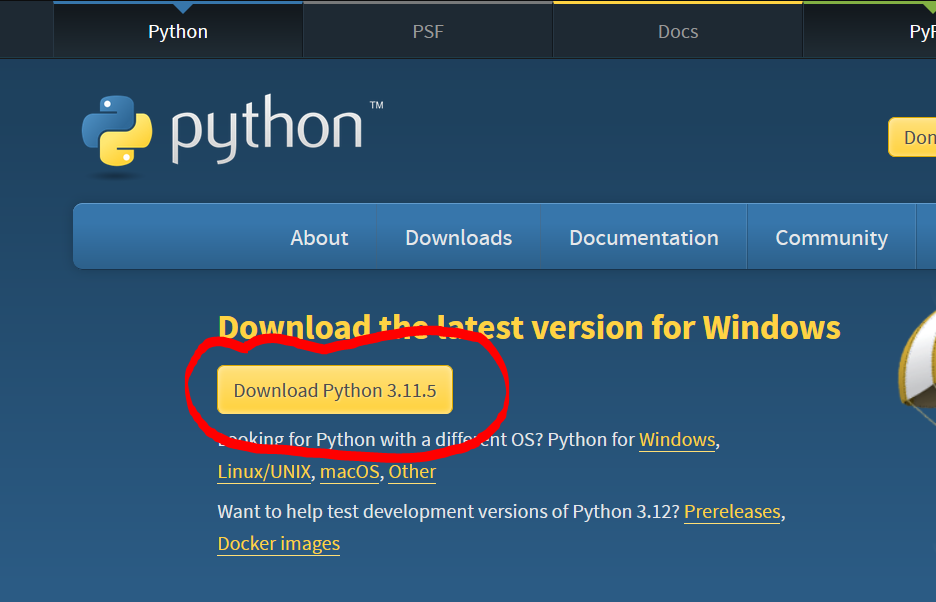 Python PSF Docs
python™
About Downloads Documentation Community
Download the latest version for Windows
Download Python 3.11.5
Looking for Python with a different OS? Python for Windows,
Linux/UNIX, macOS, Other
Want to help test development versions of Python 3.12? Prereleases,
Docker images